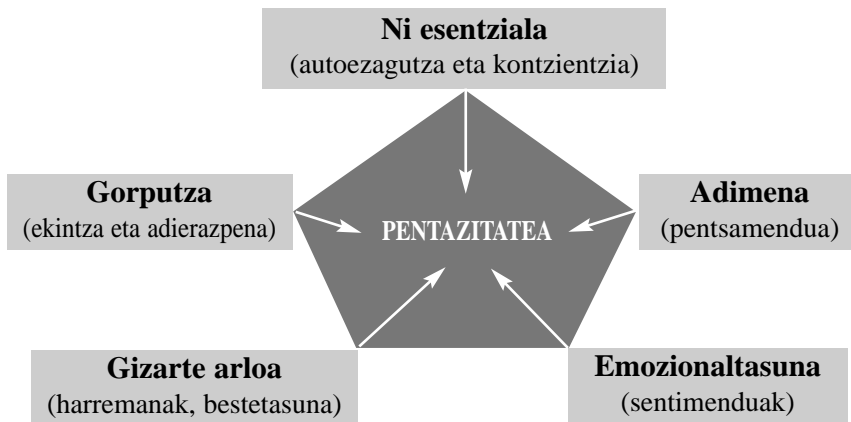 Ni esentziala
(autoezagutza eta kontzientzia)
Gorputza
(ekintza eta adierazpena)
Adimena
(pentsamendua)
PENTAZITATEA
Gizarte arloa
(harremanak, bestetasuna)
Emozionaltasuna
(sentimenduak)